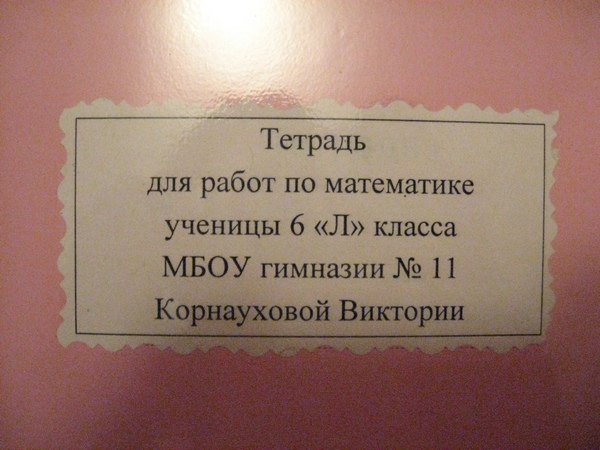 Тетрадь
для работ по математике
ученицы 6 «Л» класса
МБОУ гимназии № 11
Корнауховой Виктории